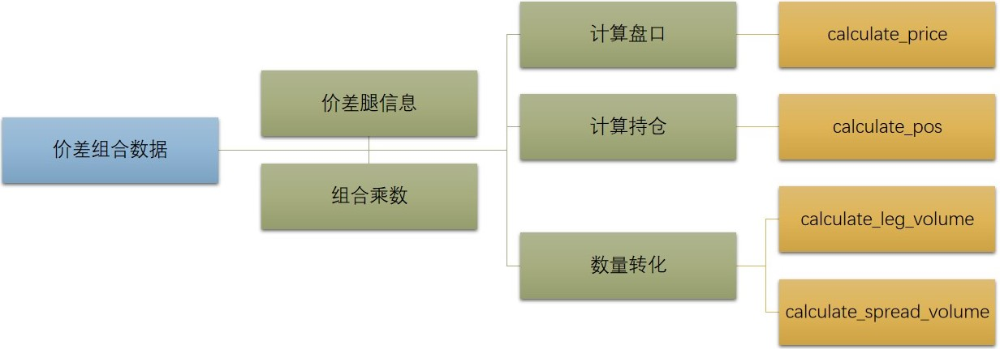 价差组合数据
价差腿信息
组合乘数
计算盘口
calculate_price
计算持仓
calculate_pos
数量转化
calculate_leg_volume
calculate_spread_volume